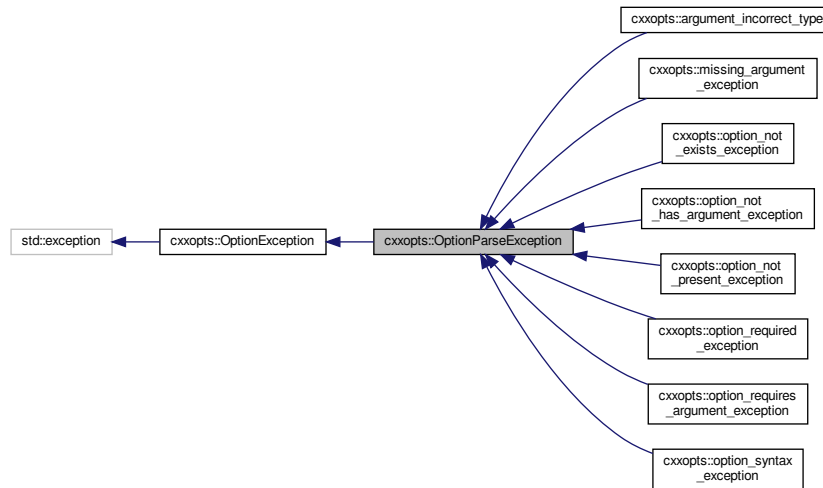 cxxopts::argument_incorrect_type
cxxopts::missing_argument
_exception
cxxopts::option_not
_exists_exception
cxxopts::option_not
_has_argument_exception
std::exception
cxxopts::OptionException
cxxopts::OptionParseException
cxxopts::option_not
_present_exception
cxxopts::option_required
_exception
cxxopts::option_requires
_argument_exception
cxxopts::option_syntax
_exception